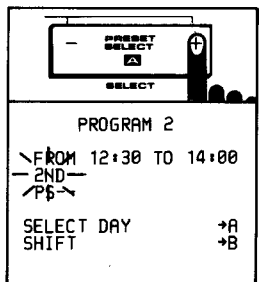 - PRESET +
SELECT
A
SELECT
PROGRAM 2
FROM 12:30 TO 14:00
2ND
P$
SELECT DAY →A
SHIFT →B